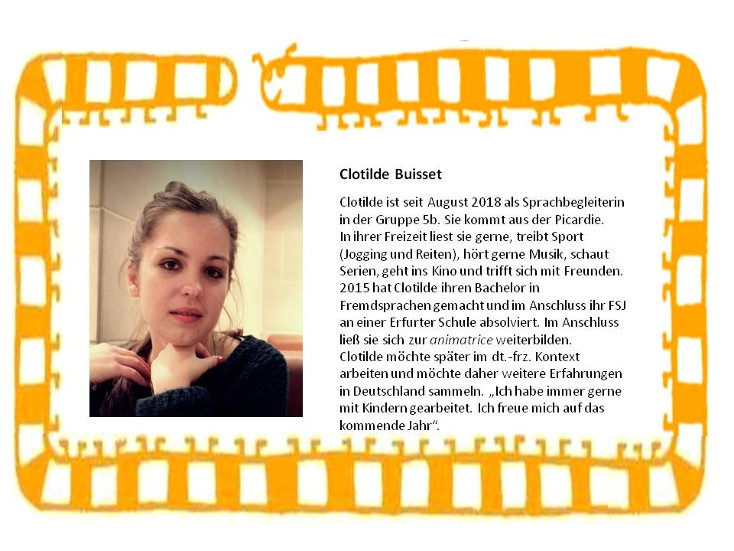 Clotilde Buisset
Clotilde ist seit August 2018 als Sprachbegleiterin
in der Gruppe 5b. Sie kommt aus der Picardie.
In ihrer Freizeit liest sie gerne, treibt Sport
(Jogging und Reiten), hört gerne Musik, schaut
Serien, geht ins Kino und trifft sich mit Freunden.
2015 hat Clotilde ihren Bachelor in
Fremdsprachen gemacht und im Anschluss ihr FSJ
an einer Erfurter Schule absolviert. Im Anschluss
ließ sie sich zur animatrice weiterbilden.
Clotilde möchte später im dt.-frz. Kontext
arbeiten und möchte daher weitere Erfahrungen
in Deutschland sammeln. „Ich habe immer gerne
mit Kindern gearbeitet. Ich freue mich auf das
kommende Jahr“.